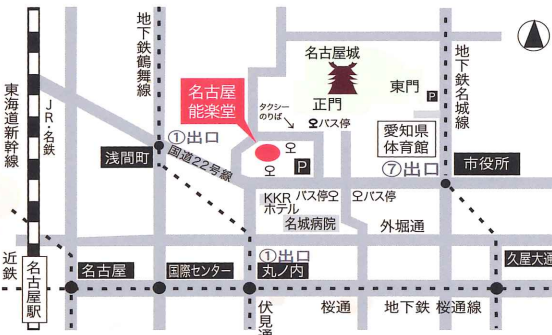 地下鉄鶴舞線
名古屋城
地下鉄名城線
東海道新幹線
JR・名鉄
名古屋
能楽堂
タクシー
のりば
正門
東門
P
バス停
愛知県
体育館
①出口
浅間町
国道22号線
P
⑦出口
市役所
KKR
ホテル
バス停
バス停
名城病院
外堀通
近鉄
名古屋駅
名古屋
国際センター
①出口
丸ノ内
久屋大通
伏見通
桜通
地下鉄 桜通線